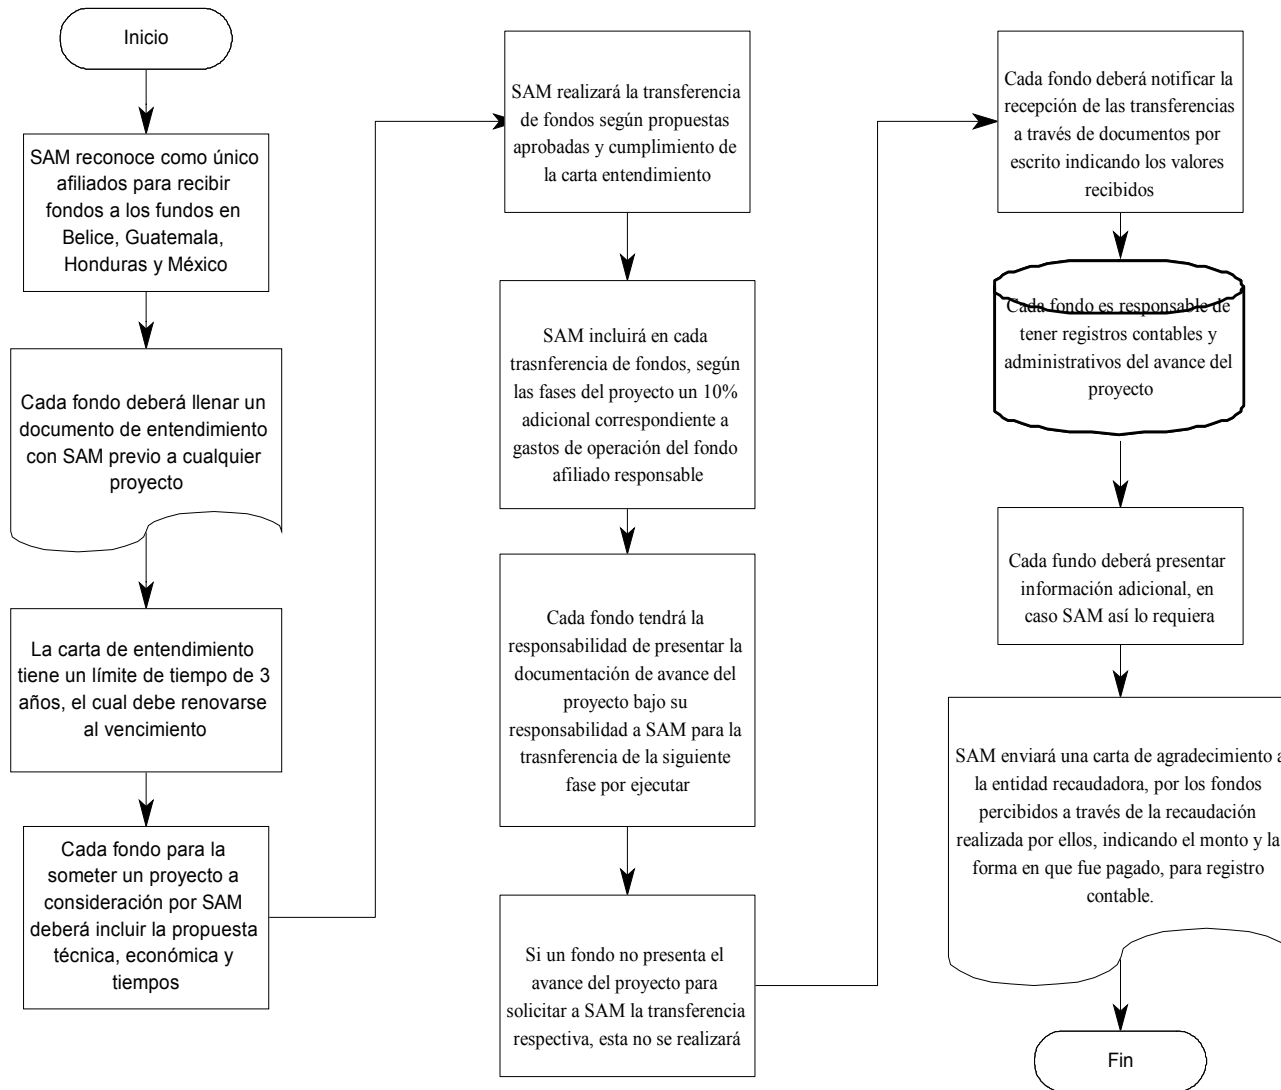 Inicio
SAM reconoce como único
afiliados para recibir
fondos a los fundos en
Belice, Guatemala,
Honduras y México
Cada fondo deberá llenar un
documento de entendimiento
con SAM previo a cualquier
proyecto
La carta de entendimiento
tiene un límite de tiempo de 3
años, el cual debe renovarse
al vencimiento
Cada fondo para la
someter un proyecto a
consideración por SAM
deberá incluir la propuesta
técnica, económica y
tiempos
SAM realizará la transferencia
de fondos según propuestas
aprobadas y cumplimiento de
la carta entendimiento
SAM incluirá en cada
trasnferencia de fondos, según
las fases del proyecto un 10%
adicional correspondiente a
gastos de operación del fondo
afiliado responsable
Cada fondo tendrá la
responsabilidad de presentar la
documentación de avance del
proyecto bajo su
responsabilidad a SAM para la
trasnferencia de la siguiente
fase por ejecutar
Si un fondo no presenta el
avance del proyecto para
solicitar a SAM la transferencia
respectiva, esta no se realizará
Cada fondo deberá notificar la
recepción de las transferencias
a través de documentos por
escrito indicando los valores
recibidos
Cada fondo es responsable de
tener registros contables y
administrativos del avance del
proyecto
Cada fundo deberá presentar
información adicional, en
caso SAM así lo requiera
SAM enviará una carta de agradecimiento a
la entidad recaudadora, por los fondos
percibidos a través de la recaudación
realizada por ellos, indicando el monto y la
forma en que fue pagado, para registro
contable.
Fin